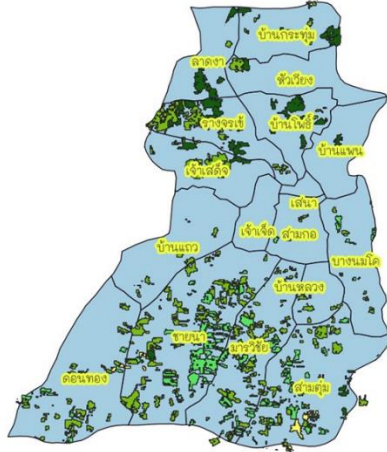 บ้านกระทุ่ม
ลาดงา
หัวเวียง
รางจรเข้
บ้านโพธิ์
บ้านแพน
เจ้าเสด็จ
เสนา
เจ้าเจ็ด
สามกอ
บ้านแถว
บางนมโค
บ้านหลวง
ชายนา
มารวิชัย
ดอนทอง
สามตุ่ม